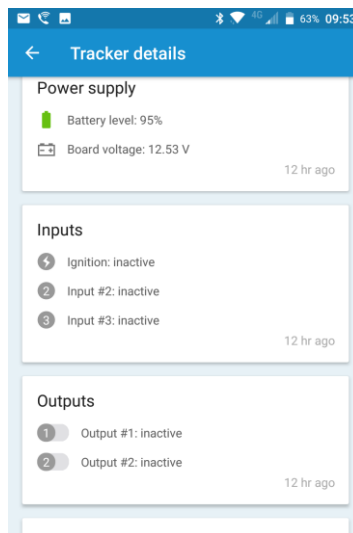 4G 63% 09:53
Tracker details
Power supply
Battery level: 95%
Board voltage: 12.53 V
12 hr ago
Inputs
Ignition: inactive
2 Input #2: inactive
3 Input #3: inactive
12 hr ago
Outputs
1 Output #1: inactive
2 Output #2: inactive
12 hr ago